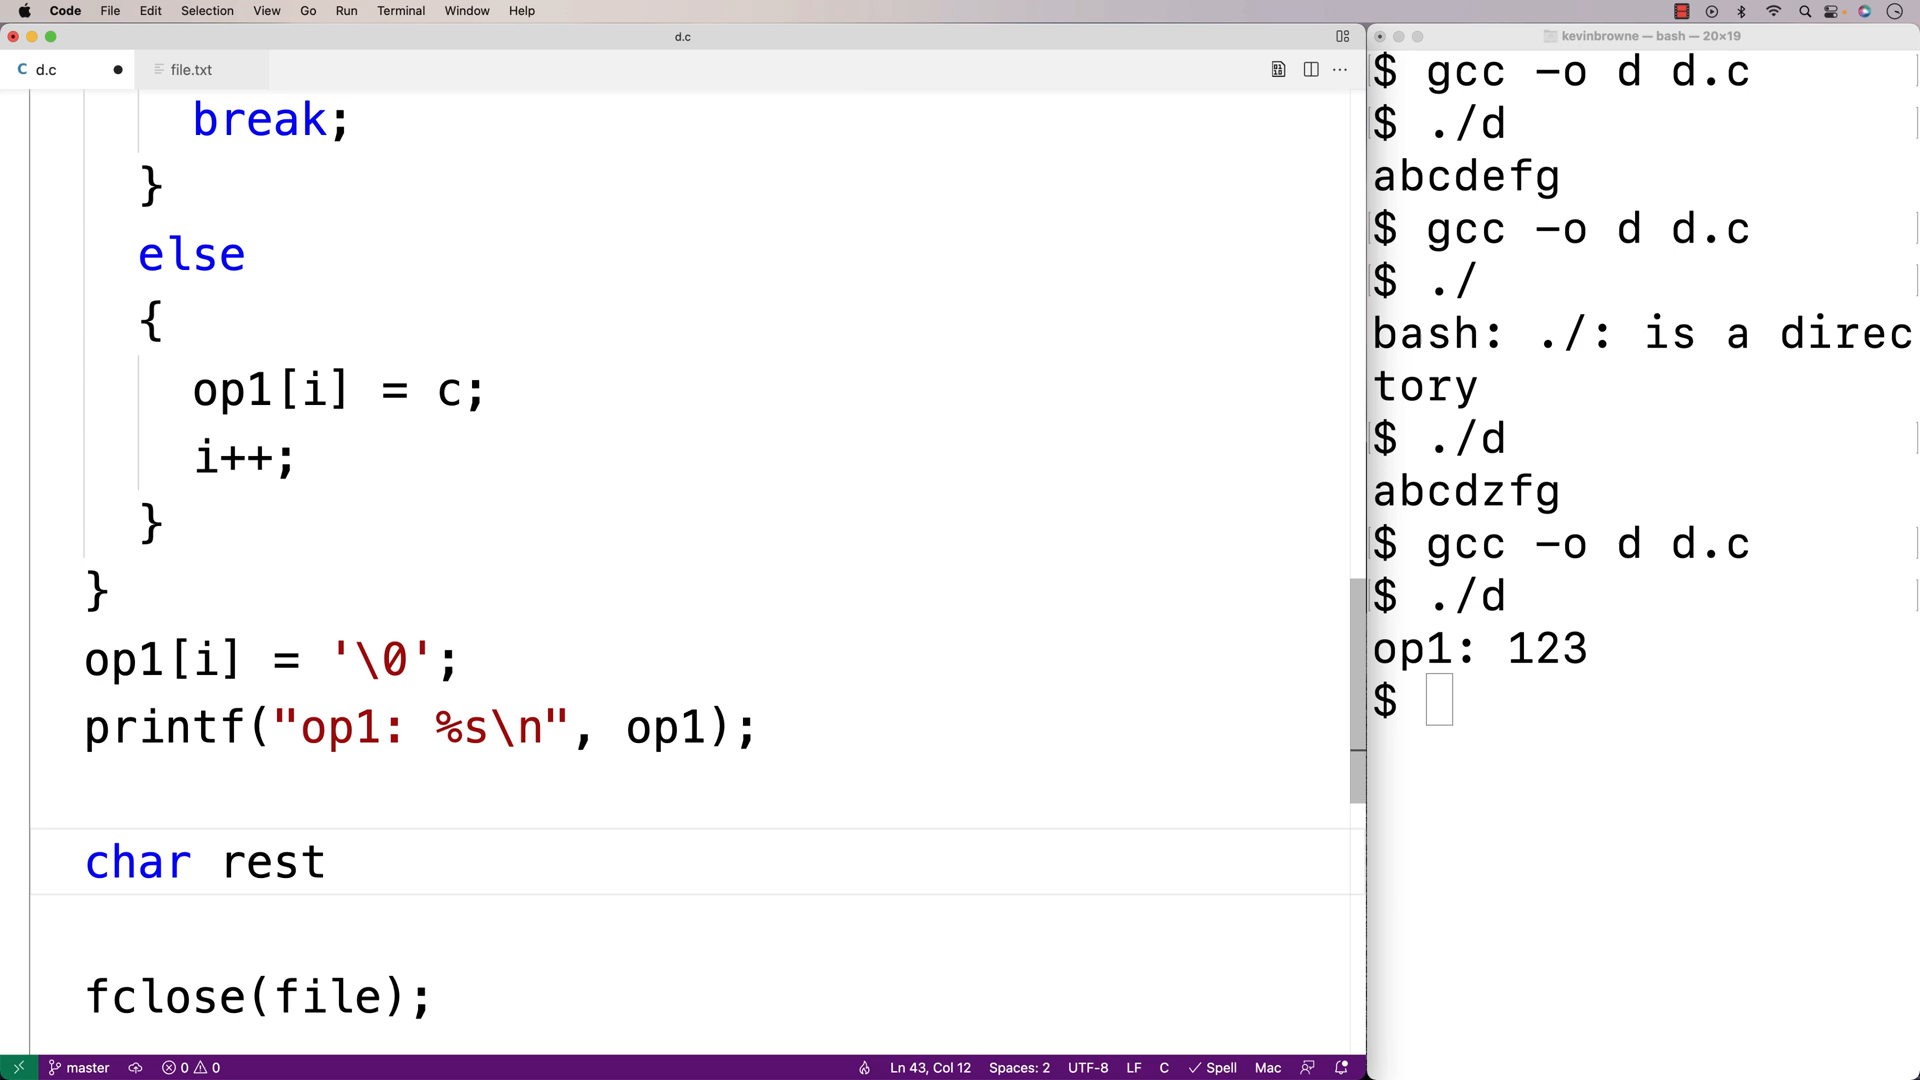 Code File Edit Selection View Go Run Terminal Window Help
d.c
C d.c file.txt
break;
}
else
{
op1[i] = c;
i++;
}
}
op1[i] = '\0';
printf("op1: %s\n", op1);
char rest
fclose(file);
master 0 0 Ln 43, Col 12 Spaces: 2 UTF-8 LF C Spell Mac
kevinbrowne — bash — 20×19
$ gcc -o d d.c
$ ./d
abcdefg
$ gcc -o d d.c
$ ./
bash: ./: is a direc
tory
$ ./d
abcdzfg
$ gcc -o d d.c
$ ./d
op1: 123
$